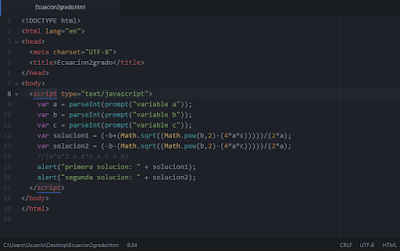 Ecuacion2grado.html
1 <!DOCTYPE html>
2 <html lang="en">
3 <head>
4 <meta charset="UTF-8">
5 <title>Ecuacion2grado</title>
6 </head>
7 <body>
8 <script type="text/javascript">
9 var a = parseInt(prompt("variable a"));
10 var b = parseInt(prompt("variable b"));
11 var c = parseInt(prompt("variable c"));
12 var solucion1 = (-b+(Math.sqrt((Math.pow(b,2)-(4*a*c)))))/(2*a);
13 var solucion2 = (-b-(Math.sqrt((Math.pow(b,2)-(4*a*c)))))/(2*a);
14 //(a*x^2 + b*x + c = 0)
15 alert("primera solucion: " + solucion1);
16 alert("segunda solucion: " + solucion2);
17 </script>
18 </body>
19 </html>
20
C:\Users\Usuario\Desktop\Ecuacion2grado.html 8:34 CRLF UTF-8 HTML